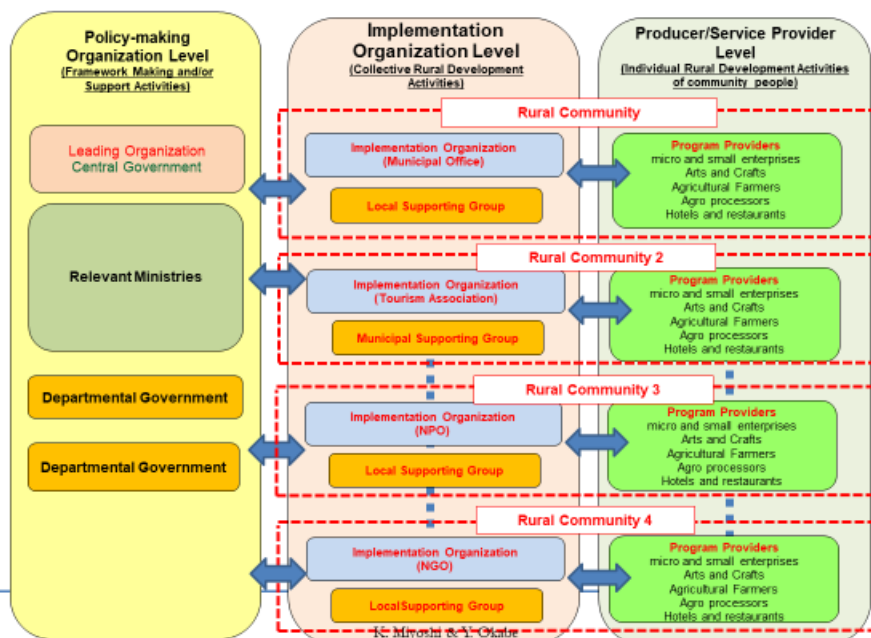 Policy-making
Organization Level
(Framework Making and/or
Support Activities)
Leading Organization
Central Government
Relevant Ministries
Departmental Government
Departmental Government
Implementation
Organization Level
(Collective Rural Development
Activities)
Producer/Service Provider
Level
(Individual Rural Development Activities
of community people)
Rural Community
Implementation Organization
(Municipal Office)
Local Supporting Group
Program Providers
micro and small enterprises
Arts and Crafts
Agricultural Farmers
Agro processors
Hotels and restaurants
Rural Community 2
Implementation Organization
(Tourism Association)
Municipal Supporting Group
Program Providers
micro and small enterprises
Arts and Crafts
Agricultural Farmers
Agro processors
Hotels and restaurants
Rural Community 3
Implementation Organization
(NPO)
Local Supporting Group
Program Providers
micro and small enterprises
Arts and Crafts
Agricultural Farmers
Agro processors
Hotels and restaurants
Rural Community 4
Implementation Organization
(NGO)
LocalSupporting Group
Program Providers
micro and small enterprises
Arts and Crafts
Agricultural Farmers
Agro processors
Hotels and restaurants
K. Miyoshi & Y. Okabe